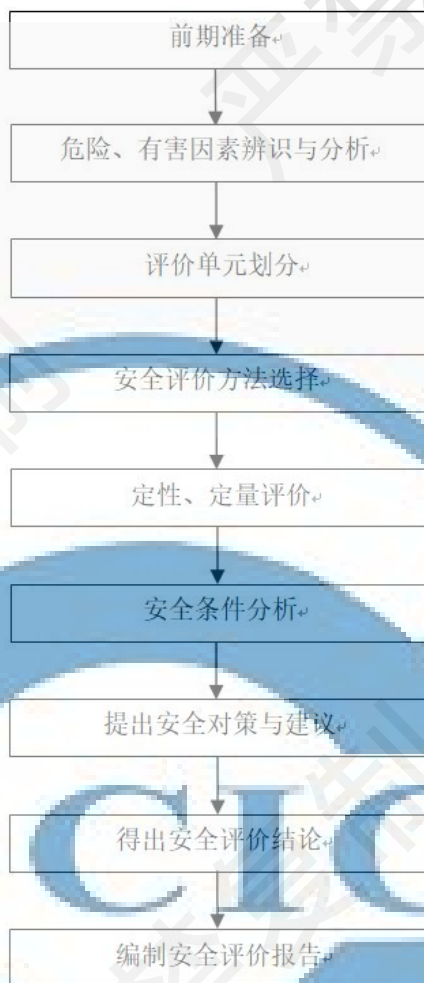 前期准备
危险、有害因素辨识与分析
评价单元划分
安全评价方法选择
定性、定量评价
安全条件分析
提出安全对策与建议
得出安全评价结论
编制安全评价报告